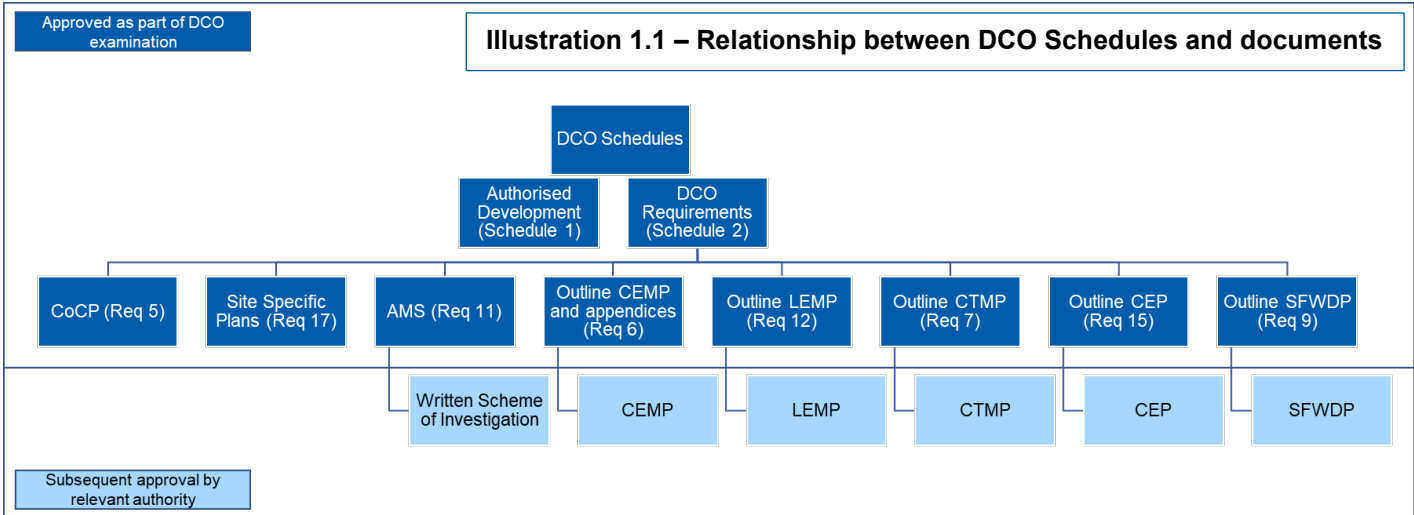 Approved as part of DCO
examination
Illustration 1.1 – Relationship between DCO Schedules and documents
DCO Schedules
Authorised
Development
(Schedule 1)
DCO
Requirements
(Schedule 2)
CoCP (Req 5)
Site Specific
Plans (Req 17)
AMS (Req 11)
Outline CEMP
and appendices
(Req 6)
Outline LEMP
(Req 12)
Outline CTMP
(Req 7)
Outline CEP
(Req 15)
Outline SFWDP
(Req 9)
Written Scheme
of Investigation
CEMP
LEMP
CTMP
CEP
SFWDP
Subsequent approval by
relevant authority